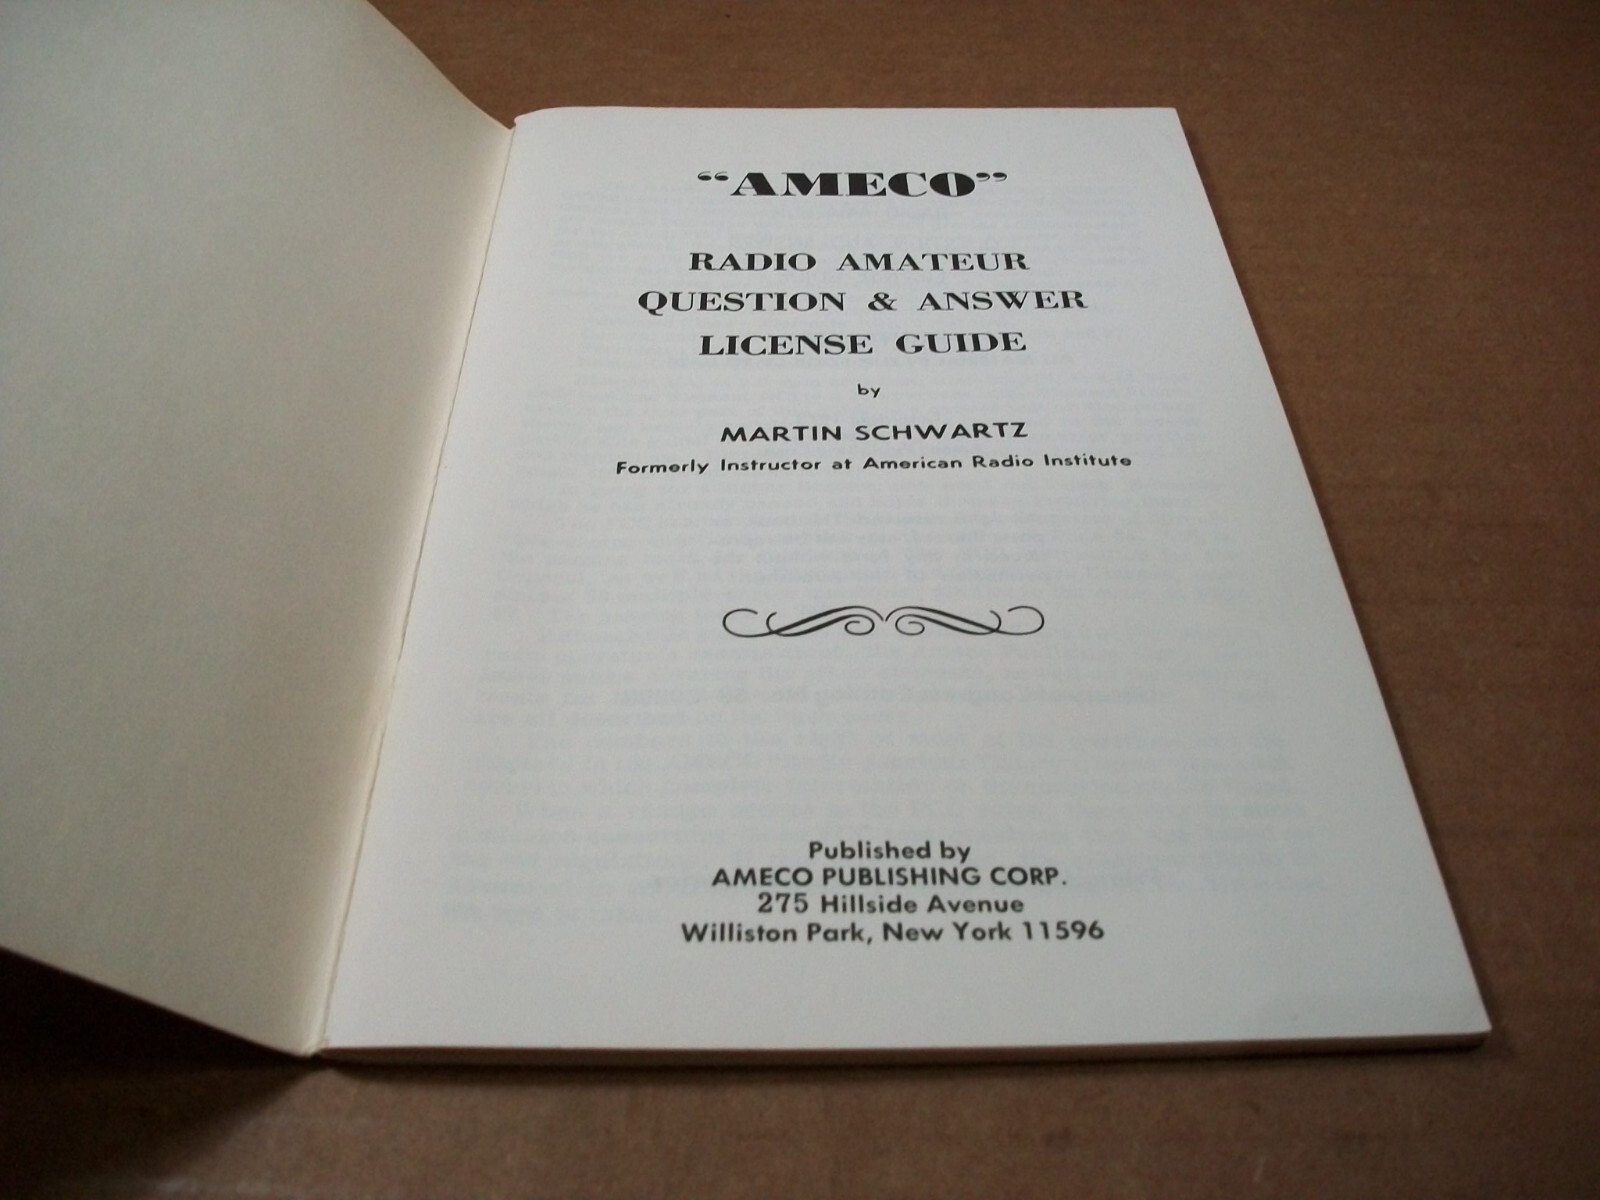 “AMECO”
RADIO AMATEUR
QUESTION & ANSWER
LICENSE GUIDE
by
MARTIN SCHWARTZ
Formerly Instructor at American Radio Institute
Published by
AMECO PUBLISHING CORP.
275 Hillside Avenue
Williston Park, New York 11596